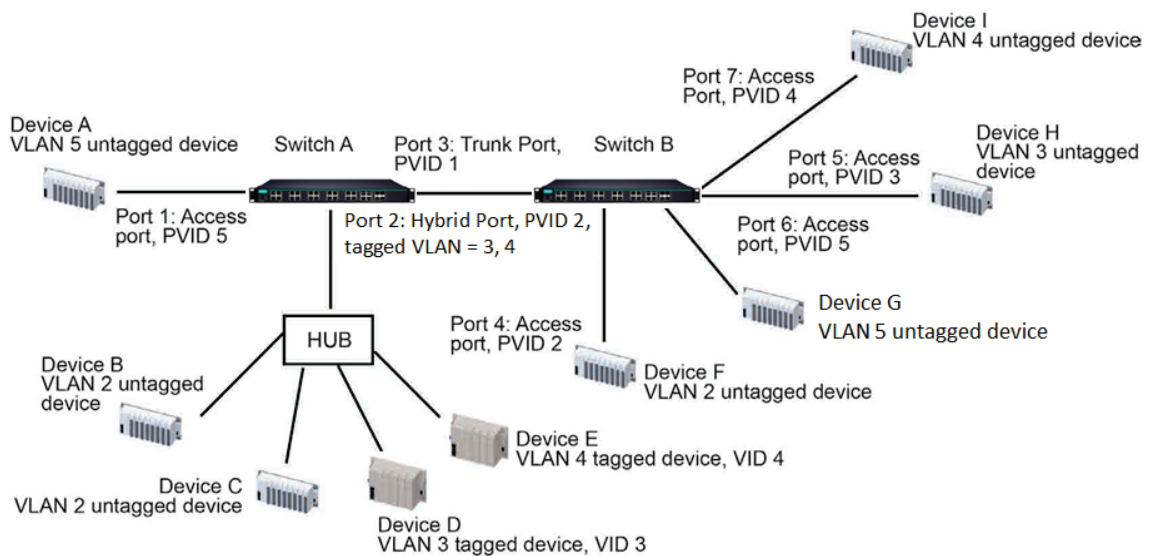 Device I
VLAN 4 untagged device
Port 7: Access
Port, PVID 4
Device A
VLAN 5 untagged device
Switch A
Port 3: Trunk Port,
PVID 1
Switch B
Device H
VLAN 3 untagged
device
Port 5: Access
port, PVID 3
Port 1: Access
port, PVID 5
Port 2: Hybrid Port, PVID 2,
tagged VLAN = 3, 4
Port 6: Access
port, PVID 5
Device G
VLAN 5 untagged device
HUB
Port 4: Access
port, PVID 2
Device B
VLAN 2 untagged
device
Device F
VLAN 2 untagged device
Device E
VLAN 4 tagged device, VID 4
Device C
VLAN 2 untagged device
Device D
VLAN 3 tagged device, VID 3